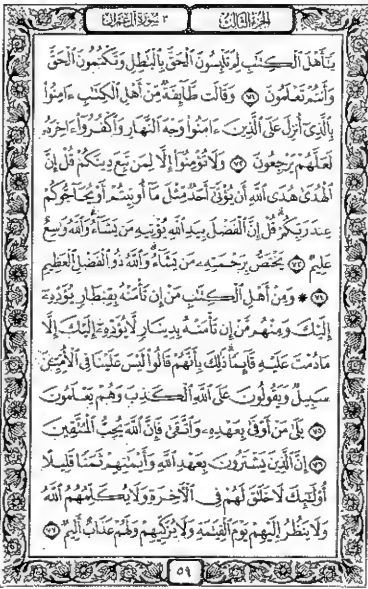 الجزء الثالث ٣ سورة آل عمران
يَٰٓأَهۡلَ ٱلۡكِتَٰبِ لِمَ تَلۡبِسُونَ ٱلۡحَقَّ بِٱلۡبَٰطِلِ وَتَكۡتُمُونَ ٱلۡحَقَّ
وَأَنتُمۡ تَعۡلَمُونَ ٧١ وَقَالَت طَّآئِفَةٞ مِّنۡ أَهۡلِ ٱلۡكِتَٰبِ ءَامِنُواْ
بِٱلَّذِيٓ أُنزِلَ عَلَى ٱلَّذِينَ ءَامَنُواْ وَجۡهَ ٱلنَّهَارِ وَٱكۡفُرُوٓاْ ءَاخِرَهُۥ
لَعَلَّهُمۡ يَرۡجِعُونَ ٧٢ وَلَا تُؤۡمِنُوٓاْ إِلَّا لِمَن تَبِعَ دِينَكُمۡ قُلۡ إِنَّ
ٱلۡهُدَىٰ هُدَى ٱللَّهِ أَن يُؤۡتَىٰٓ أَحَدٞ مِّثۡلَ مَآ أُوتِيتُمۡ أَوۡ يُحَآجُّوكُمۡ
عِندَ رَبِّكُمۡۗ قُلۡ إِنَّ ٱلۡفَضۡلَ بِيَدِ ٱللَّهِ يُؤۡتِيهِ مَن يَشَآءُۗ وَٱللَّهُ وَٰسِعٌ
عَلِيمٞ ٧٣ يَخۡتَصُّ بِرَحۡمَتِهِۦ مَن يَشَآءُۗ وَٱللَّهُ ذُو ٱلۡفَضۡلِ ٱلۡعَظِيمِ
٧٤ ۞ وَمِنۡ أَهۡلِ ٱلۡكِتَٰبِ مَنۡ إِن تَأۡمَنۡهُ بِقِنطَارٖ يُؤَدِّهِۦٓ
إِلَيۡكَ وَمِنۡهُم مَّنۡ إِن تَأۡمَنۡهُ بِدِينَارٖ لَّا يُؤَدِّهِۦٓ إِلَيۡكَ إِلَّا
مَا دُمۡتَ عَلَيۡهِ قَآئِمٗاۗ ذَٰلِكَ بِأَنَّهُمۡ قَالُواْ لَيۡسَ عَلَيۡنَا فِي ٱلۡأُمِّيِّـۧنَ
سَبِيلٞ وَيَقُولُونَ عَلَى ٱللَّهِ ٱلۡكَذِبَ وَهُمۡ يَعۡلَمُونَ
٧٥ بَلَىٰۚ مَنۡ أَوۡفَىٰ بِعَهۡدِهِۦ وَٱتَّقَىٰ فَإِنَّ ٱللَّهَ يُحِبُّ ٱلۡمُتَّقِينَ
٧٦ إِنَّ ٱلَّذِينَ يَشۡتَرُونَ بِعَهۡدِ ٱللَّهِ وَأَيۡمَٰنِهِمۡ ثَمَنٗا قَلِيلًا
أُوْلَٰٓئِكَ لَا خَلَٰقَ لَهُمۡ فِي ٱلۡأٓخِرَةِ وَلَا يُكَلِّمُهُمُ ٱللَّهُ
وَلَا يَنظُرُ إِلَيۡهِمۡ يَوۡمَ ٱلۡقِيَٰمَةِ وَلَا يُزَكِّيهِمۡ وَلَهُمۡ عَذَابٌ أَلِيمٞ ٧٧
٥٩